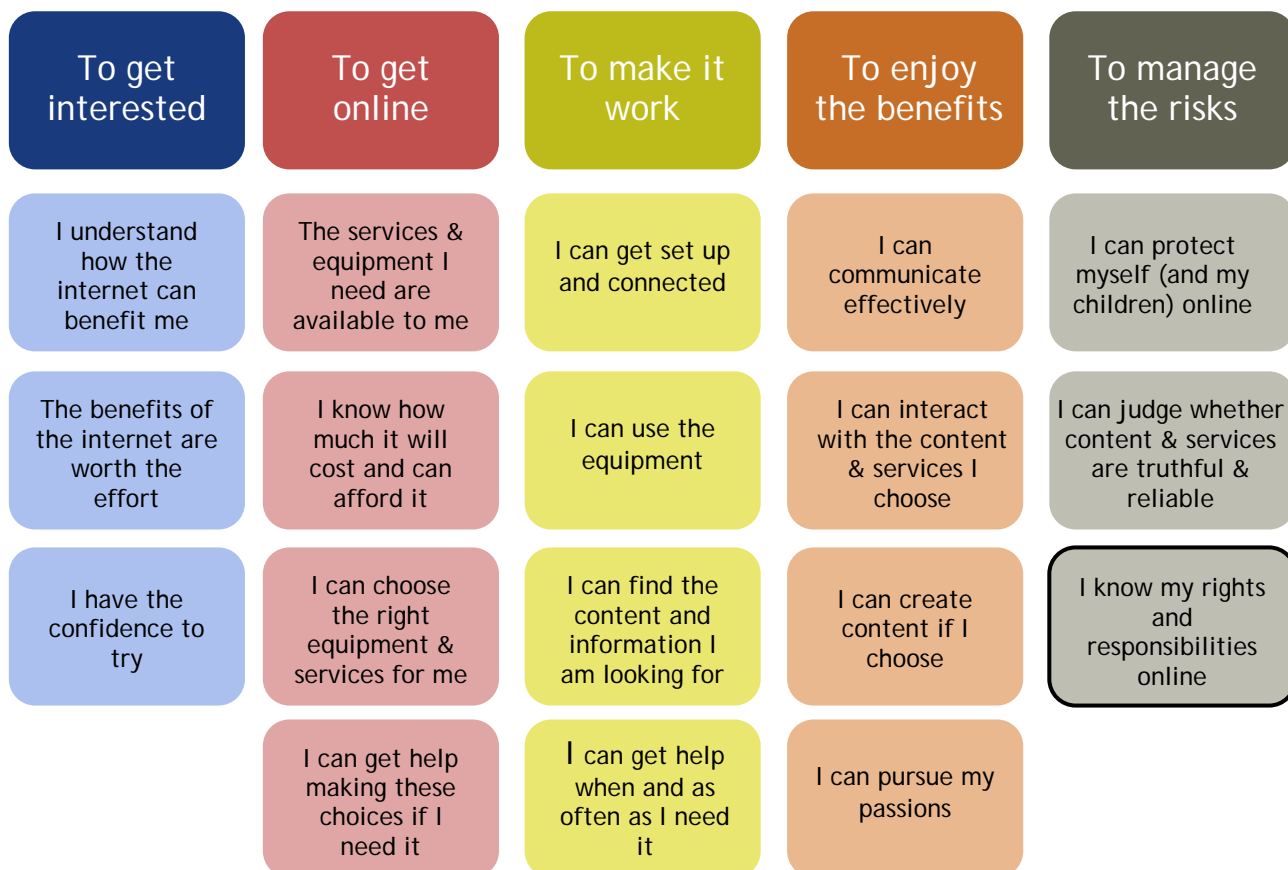 To get
interested
To get
online
To make it
work
To enjoy
the benefits
To manage
the risks
I understand
how the
internet can
benefit me
The services &
equipment I
need are
available to me
I can get set up
and connected
I can
communicate
effectively
I can protect
myself (and my
children) online
The benefits of
the internet are
worth the
effort
I know how
much it will
cost and can
afford it
I can use the
equipment
I can interact
with the content
& services I
choose
I can judge whether
content & services
are truthful &
reliable
I have the
confidence to
try
I can choose
the right
equipment &
services for me
I can find the
content and
information I
am looking for
I can create
content if I
choose
I know my rights
and
responsibilities
online
I can get help
making these
choices if I
need it
I can get help
when and as
often as I need
it
I can pursue my
passions